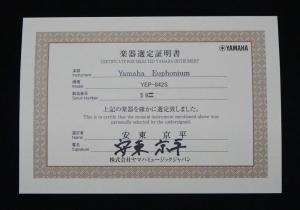 楽器選定証明書
YAMAHA
CERTIFICATE FOR SELECTED YAMAHA INSTRUMENT
Instrument Yamaha Euphonium
Model YEP-842S
製造番号
Serial Number
上記の楽器を確かに選定致しました。
This is to certify that the musical instrument mentioned above was
personally selected by the undersigned.
選定者
Name 安東 京平
署名
Signature 安東京平
株式会社ヤマハミュージックジャパン